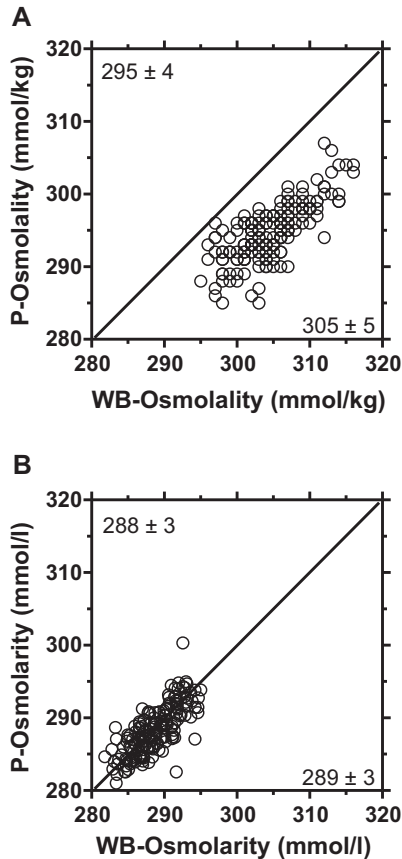 A
320
310
300
290
280
P-Osmolality (mmol/kg)
295 ± 4
305 ± 5
280 290 300 310 320
WB-Osmolality (mmol/kg)
B
320
310
300
290
280
P-Osmolarity (mmol/l)
288 ± 3
289 ± 3
280 290 300 310 320
WB-Osmolarity (mmol/l)